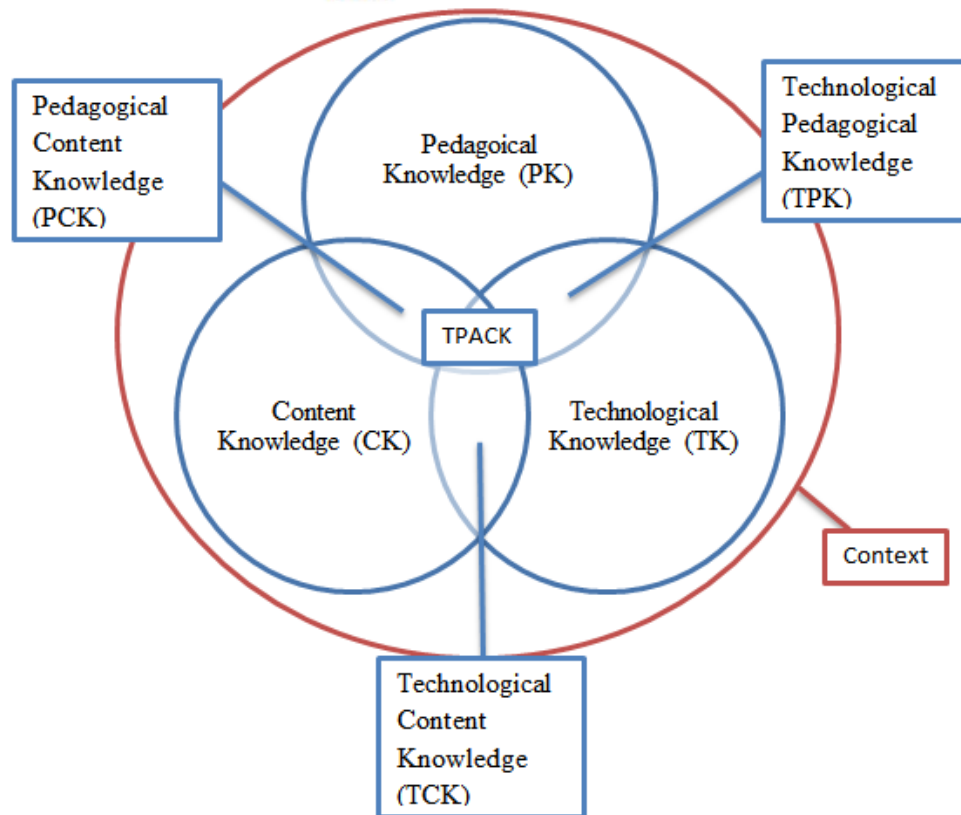 Pedagogical
Content
Knowledge
(PCK)
Technological
Pedagogical
Knowledge
(TPK)
Pedagoical
Knowledge (PK)
TPACK
Content
Knowledge (CK)
Technological
Knowledge (TK)
Context
Technological
Content
Knowledge
(TCK)